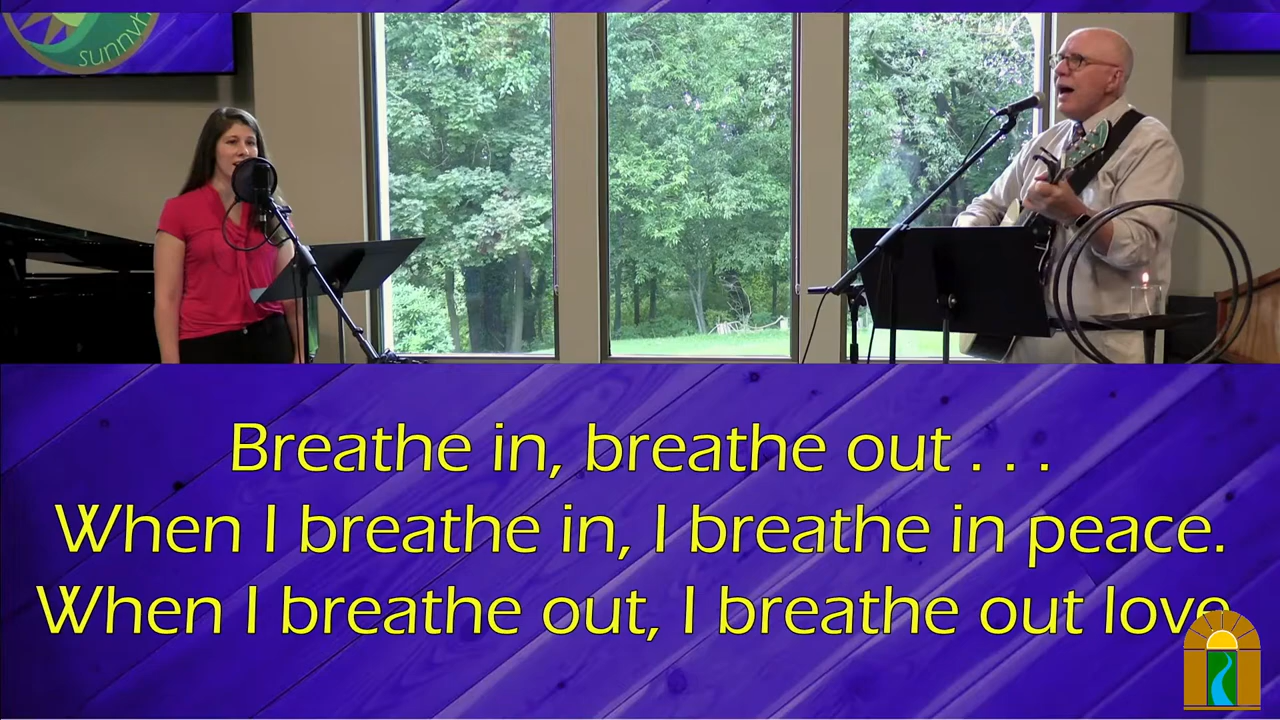 Breathe in, breathe out . . .
When I breathe in, I breathe in peace.
When I breathe out, I breathe out love